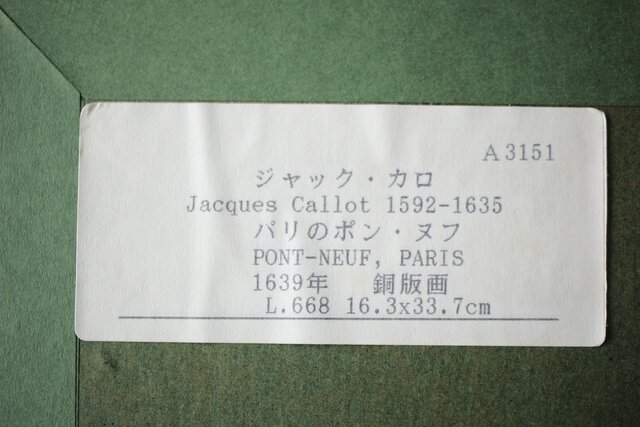 A3151
ジャック・カロ
Jacques Callot 1592-1635
パリのポン・ヌフ
PONT-NEUF, PARIS
1639年 銅版画
L.668 16.3x33.7cm